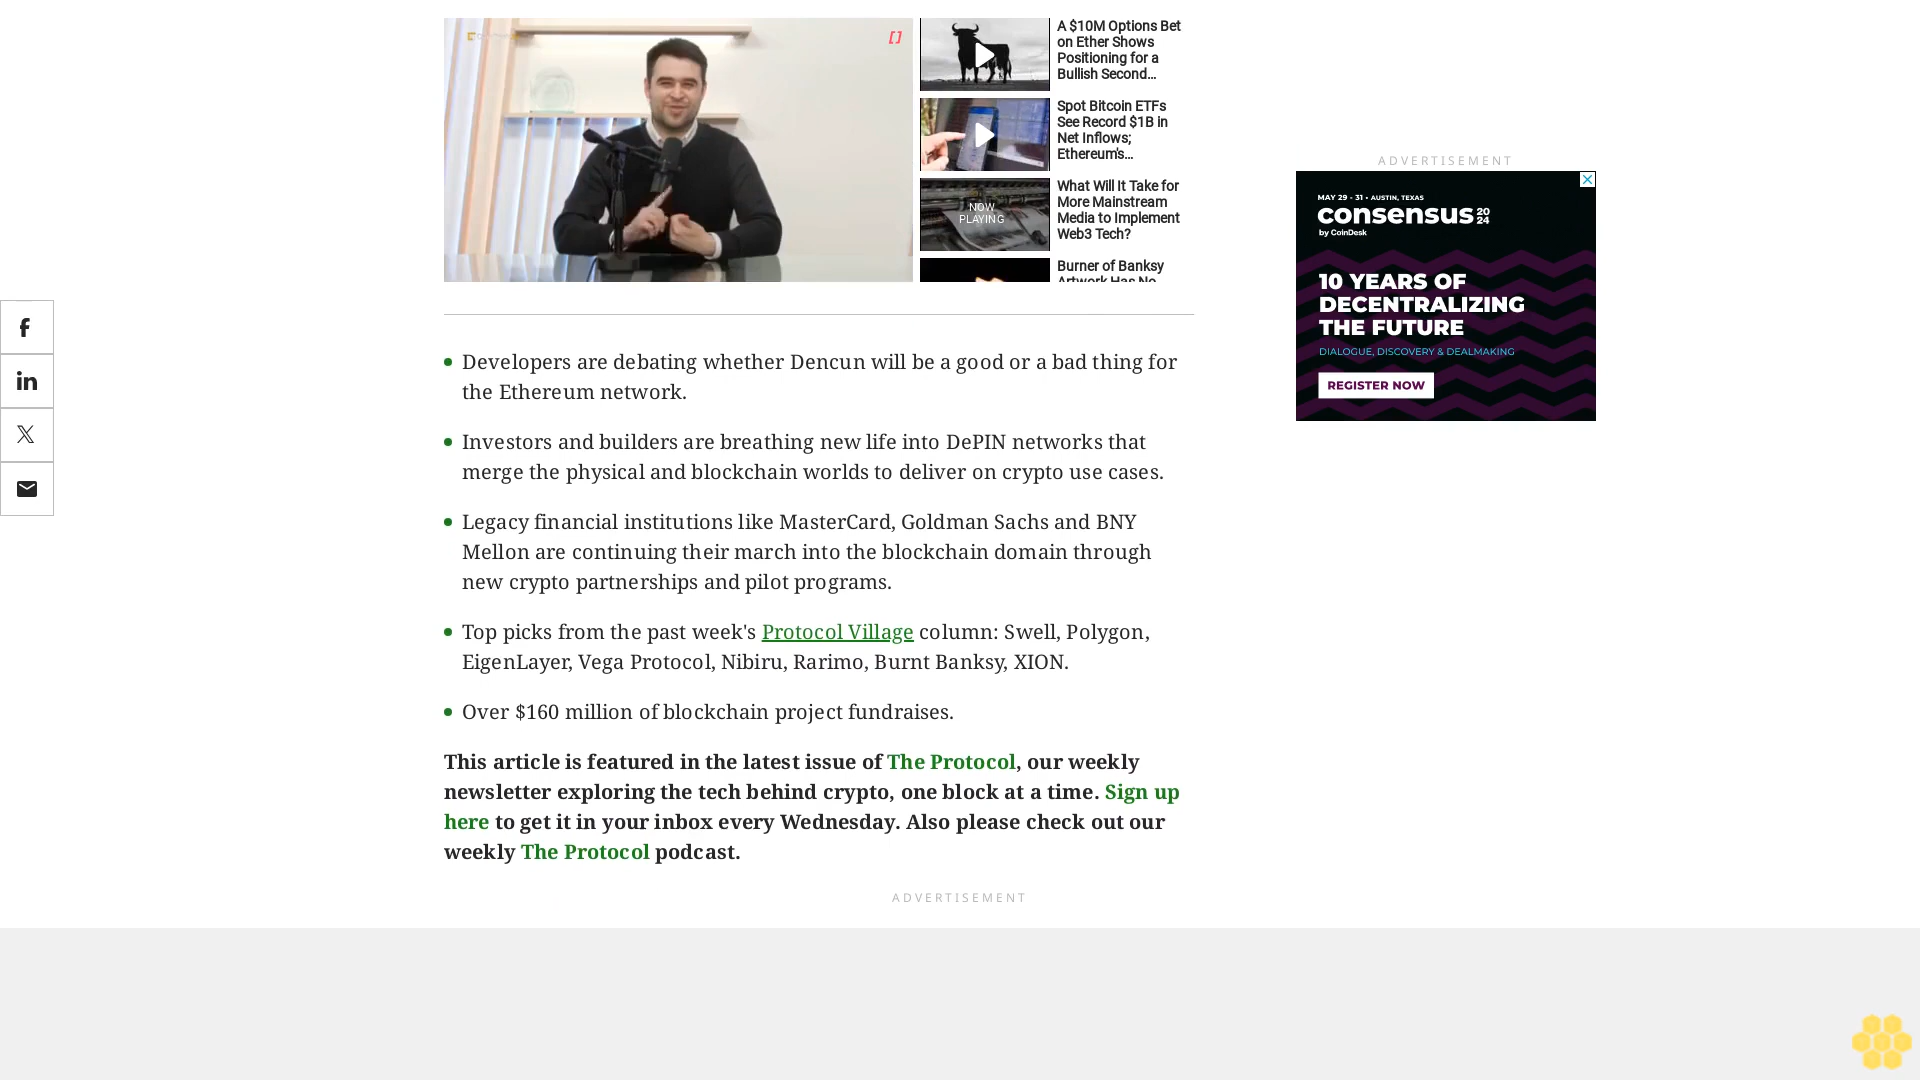 A $10M Options Bet
on Ether Shows
Positioning for a
Bullish Second...
Spot Bitcoin ETFs
See Record $1B in
Net Inflows;
Ethereum's...
NOW
PLAYING
What Will It Take for
More Mainstream
Media to Implement
Web3 Tech?
Burner of Banksy
Artwork Has No
ADVERTISEMENT
MAY 29 - 31 • AUSTIN, TEXAS
consensus 2024
by CoinDesk
10 YEARS OF
DECENTRALIZING
THE FUTURE
DIALOGUE, DISCOVERY & DEALMAKING
REGISTER NOW
Developers are debating whether Dencun will be a good or a bad thing for
the Ethereum network.
Investors and builders are breathing new life into DePIN networks that
merge the physical and blockchain worlds to deliver on crypto use cases.
Legacy financial institutions like MasterCard, Goldman Sachs and BNY
Mellon are continuing their march into the blockchain domain through
new crypto partnerships and pilot programs.
Top picks from the past week's Protocol Village column: Swell, Polygon,
EigenLayer, Vega Protocol, Nibiru, Rarimo, Burnt Banksy, XION.
Over $160 million of blockchain project fundraises.
This article is featured in the latest issue of The Protocol, our weekly
newsletter exploring the tech behind crypto, one block at a time. Sign up
here to get it in your inbox every Wednesday. Also please check out our
weekly The Protocol podcast.
ADVERTISEMENT